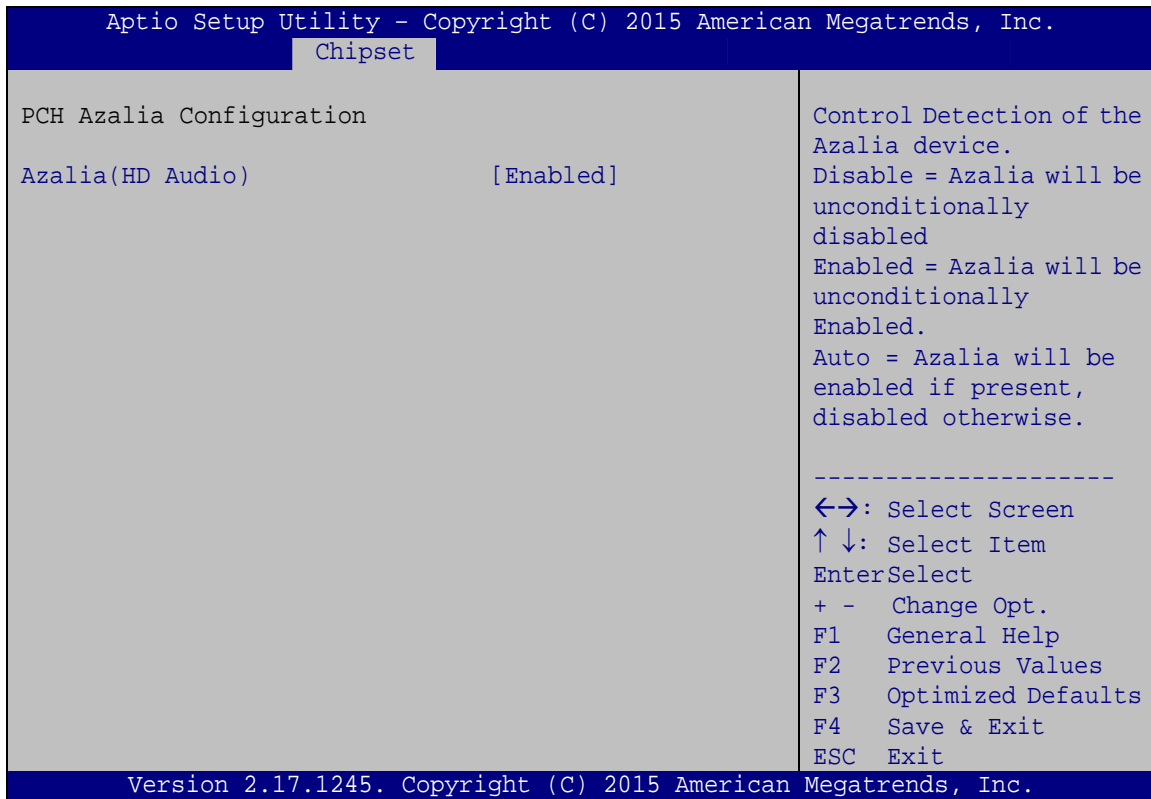 Aptio Setup Utility – Copyright (C) 2015 American Megatrends, Inc.
Chipset
PCH Azalia Configuration
Azalia(HD Audio) [Enabled]
Control Detection of the
Azalia device.
Disable = Azalia will be
unconditionally
disabled
Enabled = Azalia will be
unconditionally
Enabled.
Auto = Azalia will be
enabled if present,
disabled otherwise.
---------------------
←→: Select Screen
↑ ↓: Select Item
EnterSelect
+ - Change Opt.
F1 General Help
F2 Previous Values
F3 Optimized Defaults
F4 Save & Exit
ESC Exit
Version 2.17.1245. Copyright (C) 2015 American Megatrends, Inc.